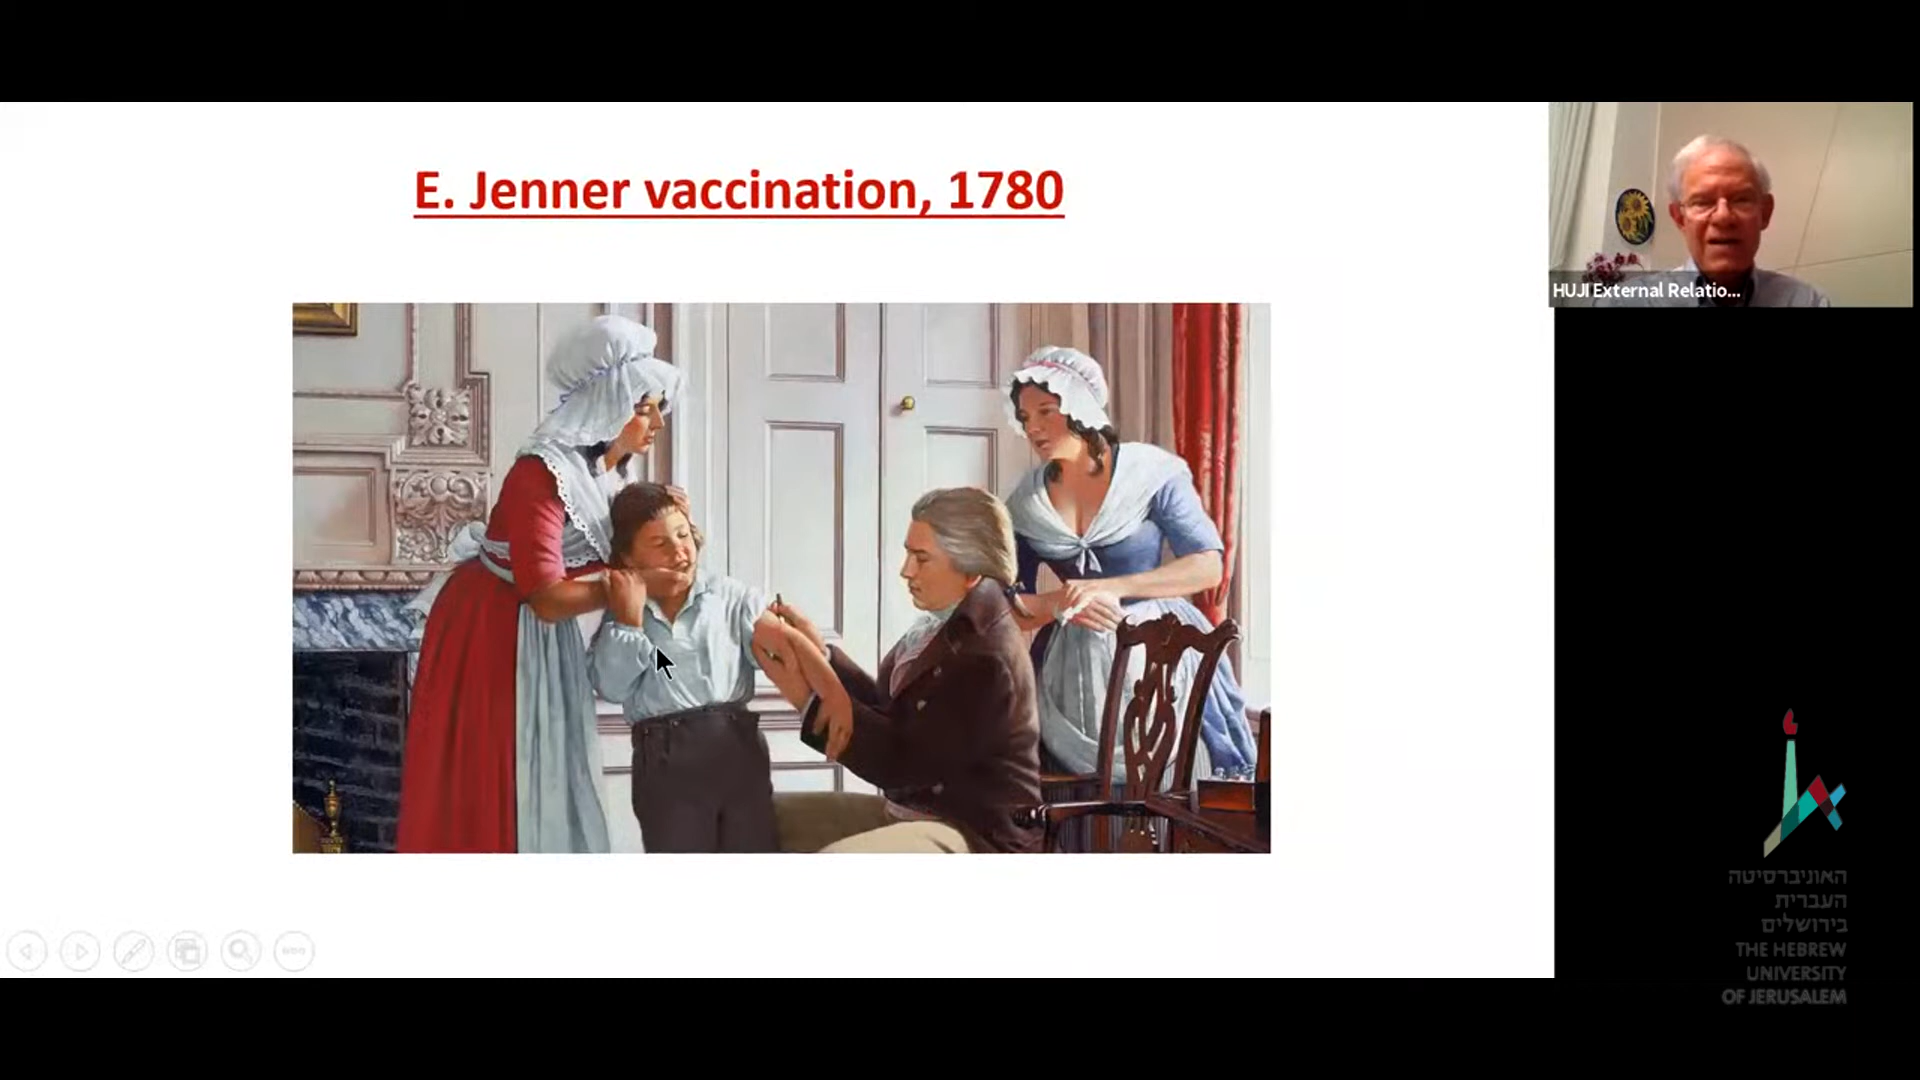 E. Jenner vaccination, 1780
HUJI External Relatio...
האוניברסיטה
העברית
בירושלים
THE HEBREW
UNIVERSITY
OF JERUSALEM